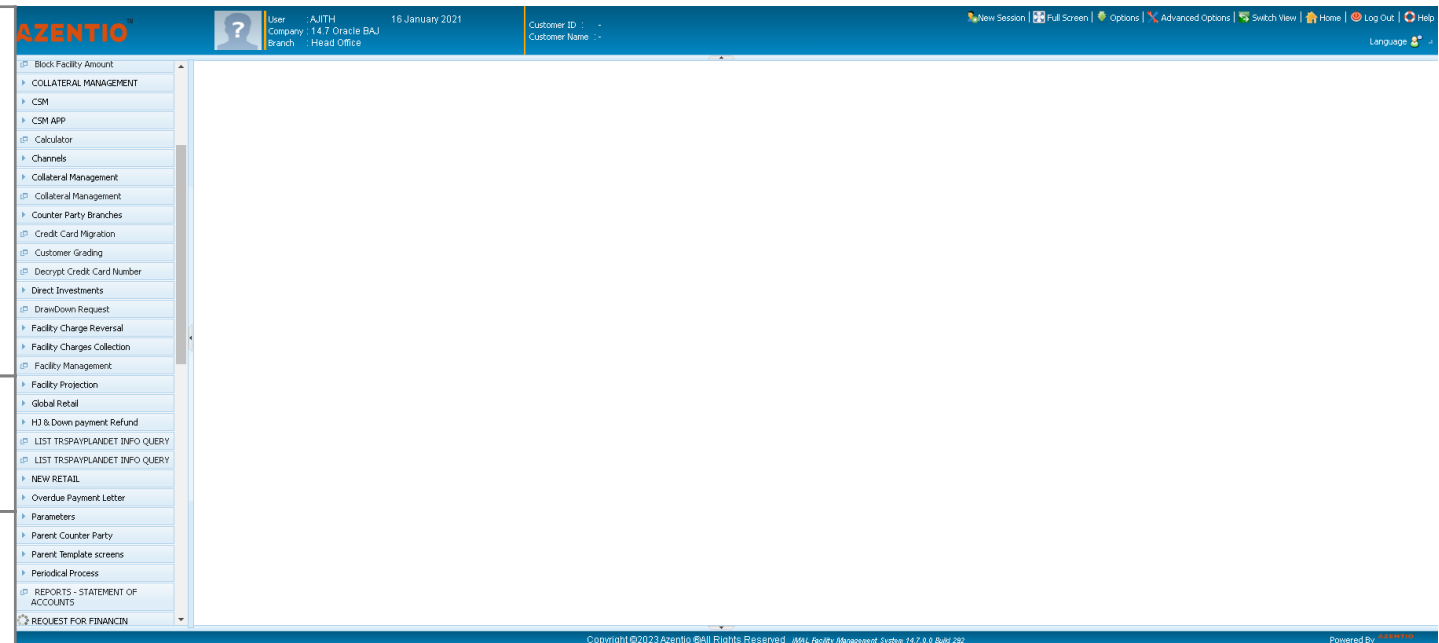 AZENTIO™
User : AJITH 16 January 2021
Company : 14.7 Oracle BAJ
Branch : Head Office
Customer ID : -
Customer Name : -
New Session | Full Screen | Options | Advanced Options | Switch View | Home | Log Out | Help
Language
Block Facility Amount
COLLATERAL MANAGEMENT
CSM
CSM APP
Calculator
Channels
Collateral Management
Collateral Management
Counter Party Branches
Credit Card Migration
Customer Grading
Decrypt Credit Card Number
Direct Investments
DrawDown Request
Facility Charge Reversal
Facility Charges Collection
Facility Management
Facility Projection
Global Retail
HJ & Down payment Refund
LIST TRSPAYPLANDET INFO QUERY
LIST TRSPAYPLANDET INFO QUERY
NEW RETAIL
Overdue Payment Letter
Parameters
Parent Counter Party
Parent Template screens
Periodical Process
REPORTS - STATEMENT OF
ACCOUNTS
REQUEST FOR FINANCIN
Copyright ©2023 Azentio ®All Rights Reserved iMAL Facility Management System 14.7.0.0 Build 292
Powered By AZENTIO